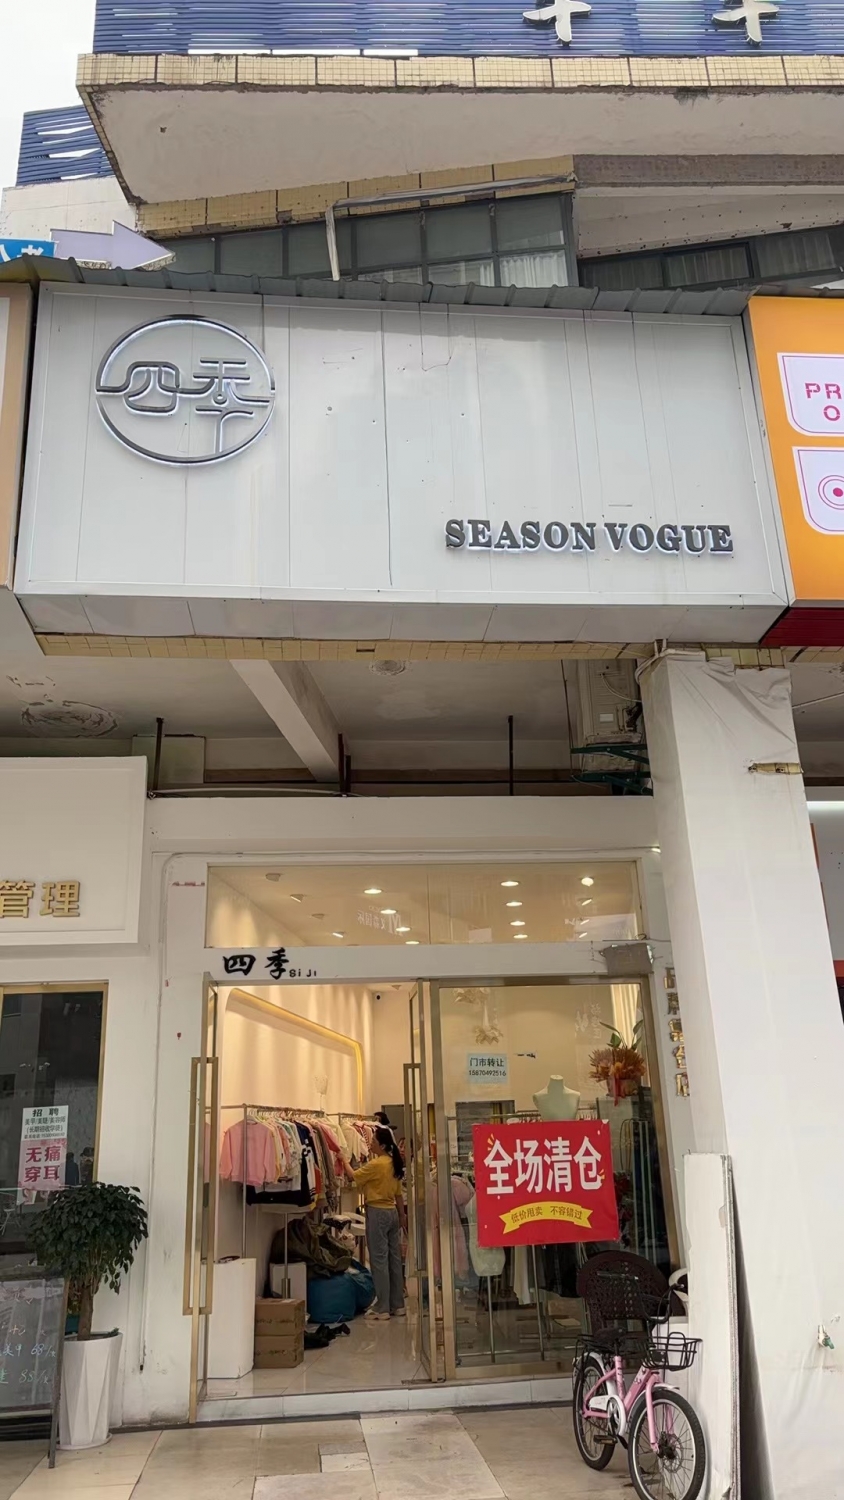 四季
SEASON VOGUE
PR
O
管理
四季 Si Ji
门市转让
15870492516
招聘
无痛
穿耳
全场清仓
低价甩卖 不容错过